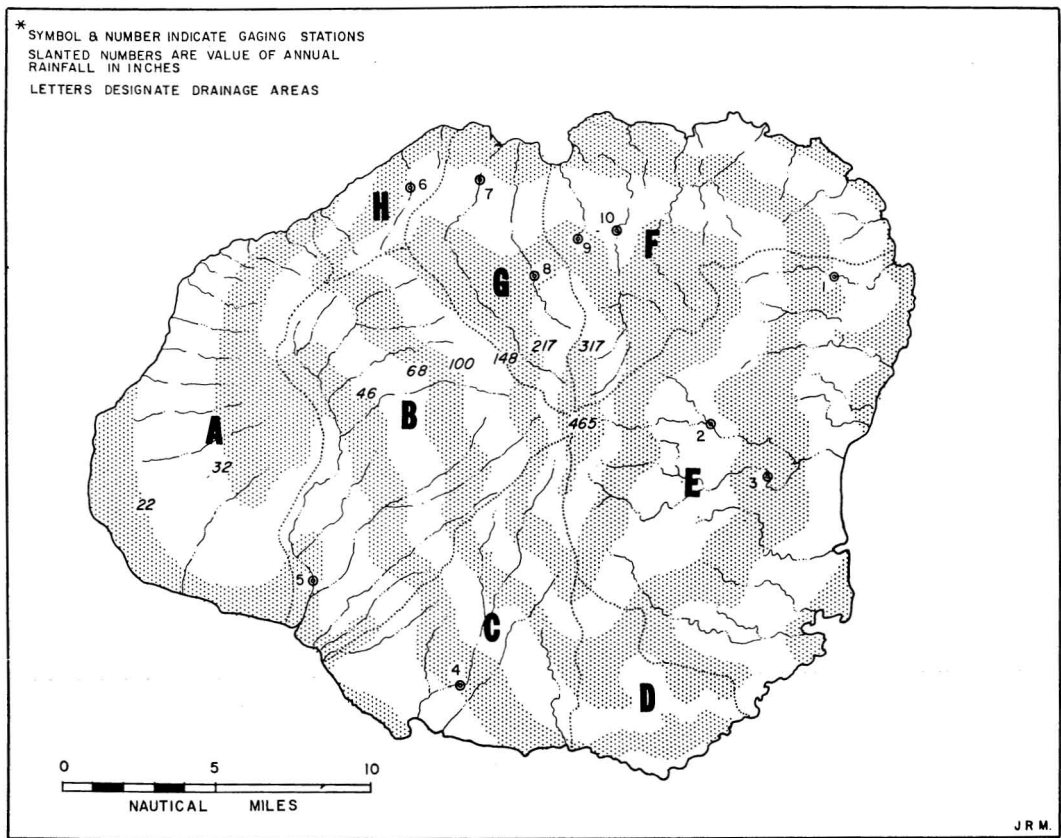 * SYMBOL & NUMBER INDICATE GAGING STATIONS
SLANTED NUMBERS ARE VALUE OF ANNUAL
RAINFALL IN INCHES
LETTERS DESIGNATE DRAINAGE AREAS
6
7
H
10
F
9
8
G
1
217
317
148
100
68
46
B
465
A
2
32
E
3
22
5
C
4
D
0 5 10
NAUTICAL MILES
J R M.